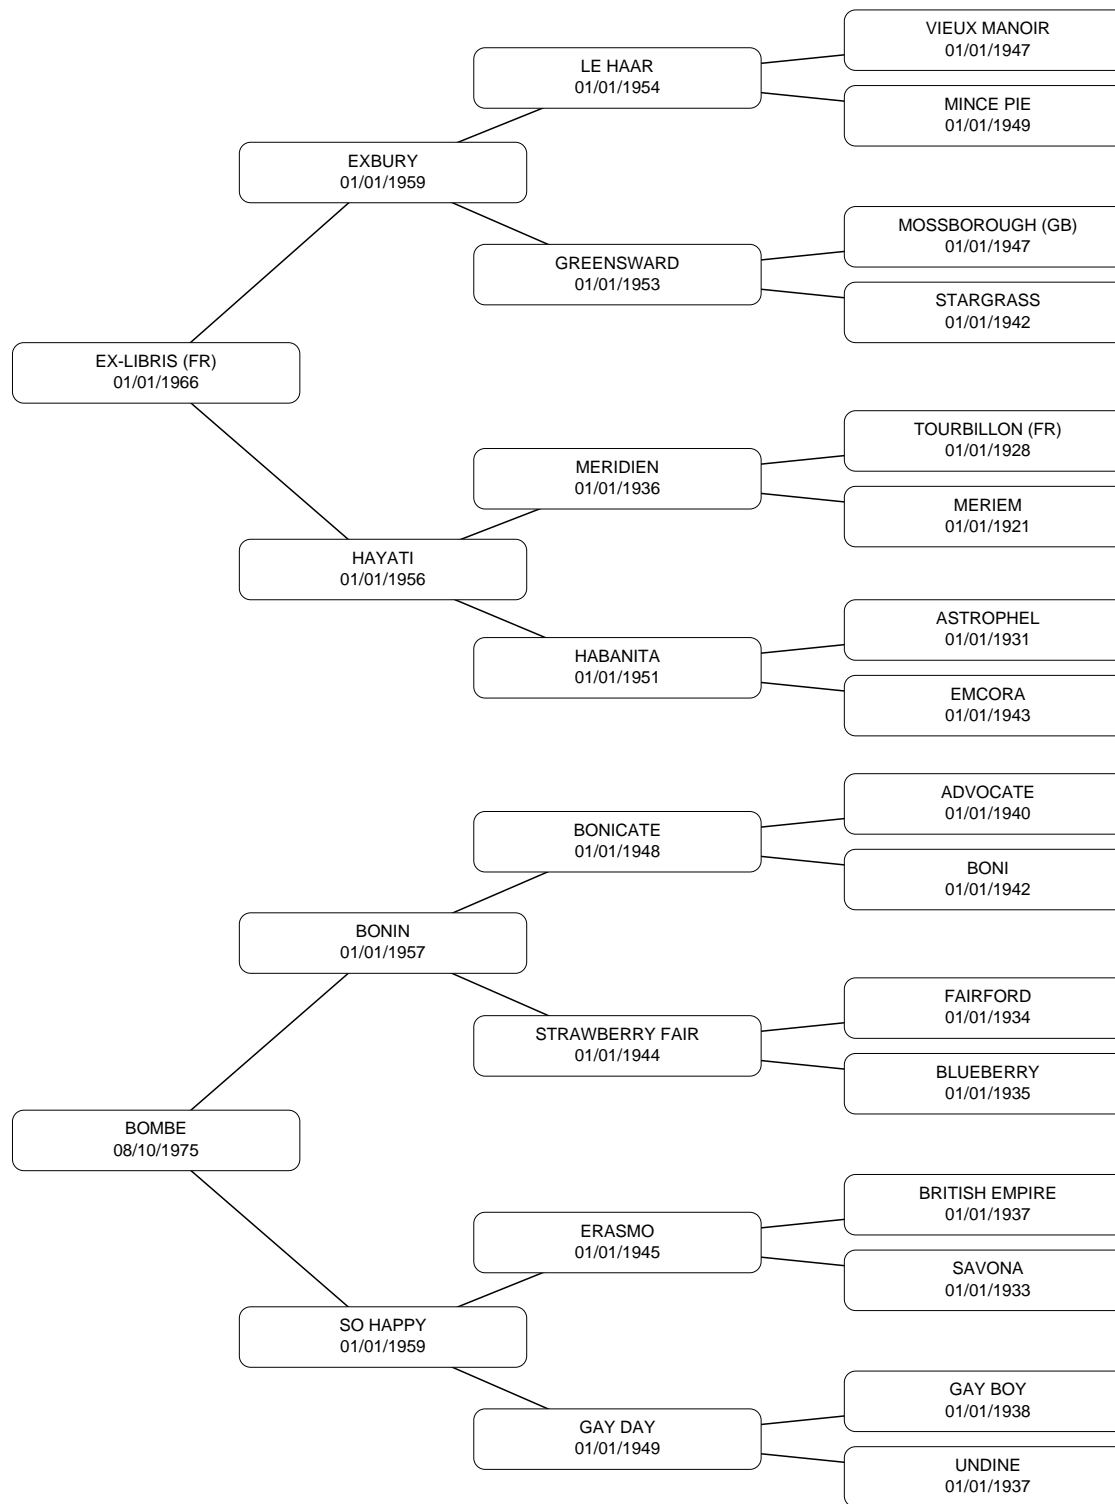 VIEUX MANOIR
01/01/1947
LE HAAR
01/01/1954
MINCE PIE
01/01/1949
EXBURY
01/01/1959
MOSSBOROUGH (GB)
01/01/1947
GREENSWARD
01/01/1953
STARGRASS
01/01/1942
EX-LIBRIS (FR)
01/01/1966
TOURBILLON (FR)
01/01/1928
MERIDIEN
01/01/1936
MERIEM
01/01/1921
HAYATI
01/01/1956
ASTROPHEL
01/01/1931
HABANITA
01/01/1951
EMCORA
01/01/1943
ADVOCATE
01/01/1940
BONICATE
01/01/1948
BONI
01/01/1942
BONIN
01/01/1957
FAIRFORD
01/01/1934
STRAWBERRY FAIR
01/01/1944
BLUEBERRY
01/01/1935
BOMBE
08/10/1975
BRITISH EMPIRE
01/01/1937
ERASMO
01/01/1945
SAVONA
01/01/1933
SO HAPPY
01/01/1959
GAY BOY
01/01/1938
GAY DAY
01/01/1949
UNDINE
01/01/1937